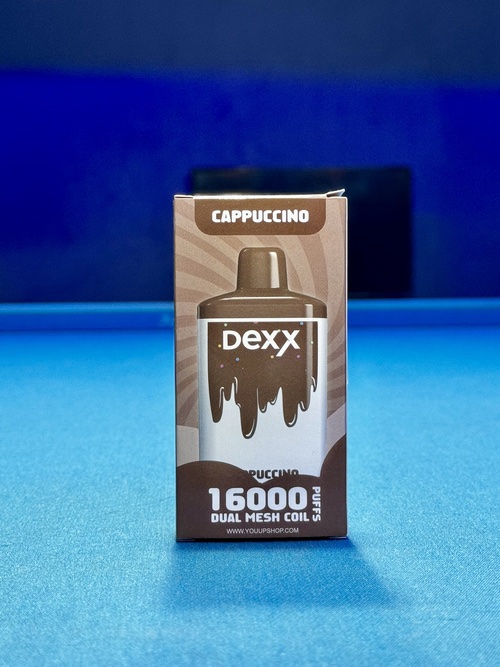 CAPPUCCINO
Dexx
CAPPUCCINO
16000 PUFFS
DUAL MESH COIL
WWW.YOUUPSHOP.COM